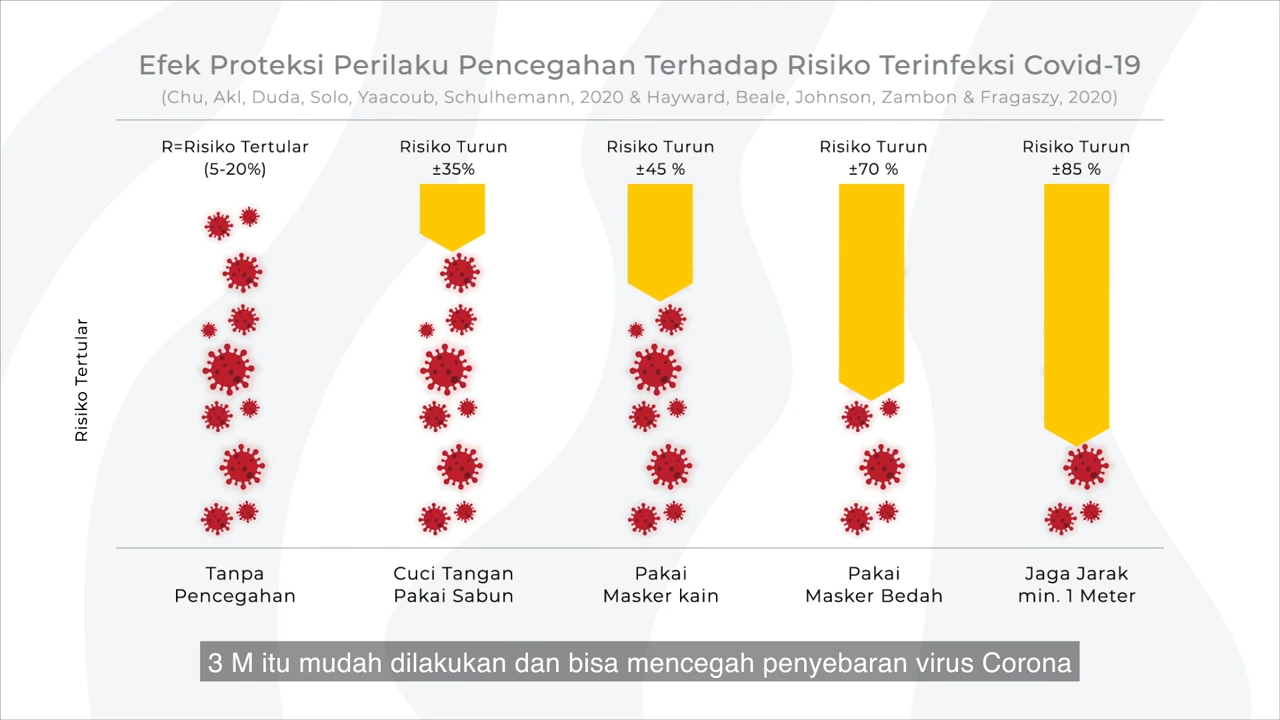 Efek Proteksi Perilaku Pencegahan Terhadap Risiko Terinfeksi Covid-19
(Chu, Akl, Duda, Solo, Yaacoub, Schulhemann, 2020 & Hayward, Beale, Johnson, Zambon & Fragaszy, 2020)
R=Risiko Tertular
(5-20%)
Risiko Turun
±35%
Risiko Turun
±45 %
Risiko Turun
±70 %
Risiko Turun
±85 %
Risiko Tertular
Tanpa
Pencegahan
Cuci Tangan
Pakai Sabun
Pakai
Masker kain
Pakai
Masker Bedah
Jaga Jarak
min. 1 Meter
3 M itu mudah dilakukan dan bisa mencegah penyebaran virus Corona